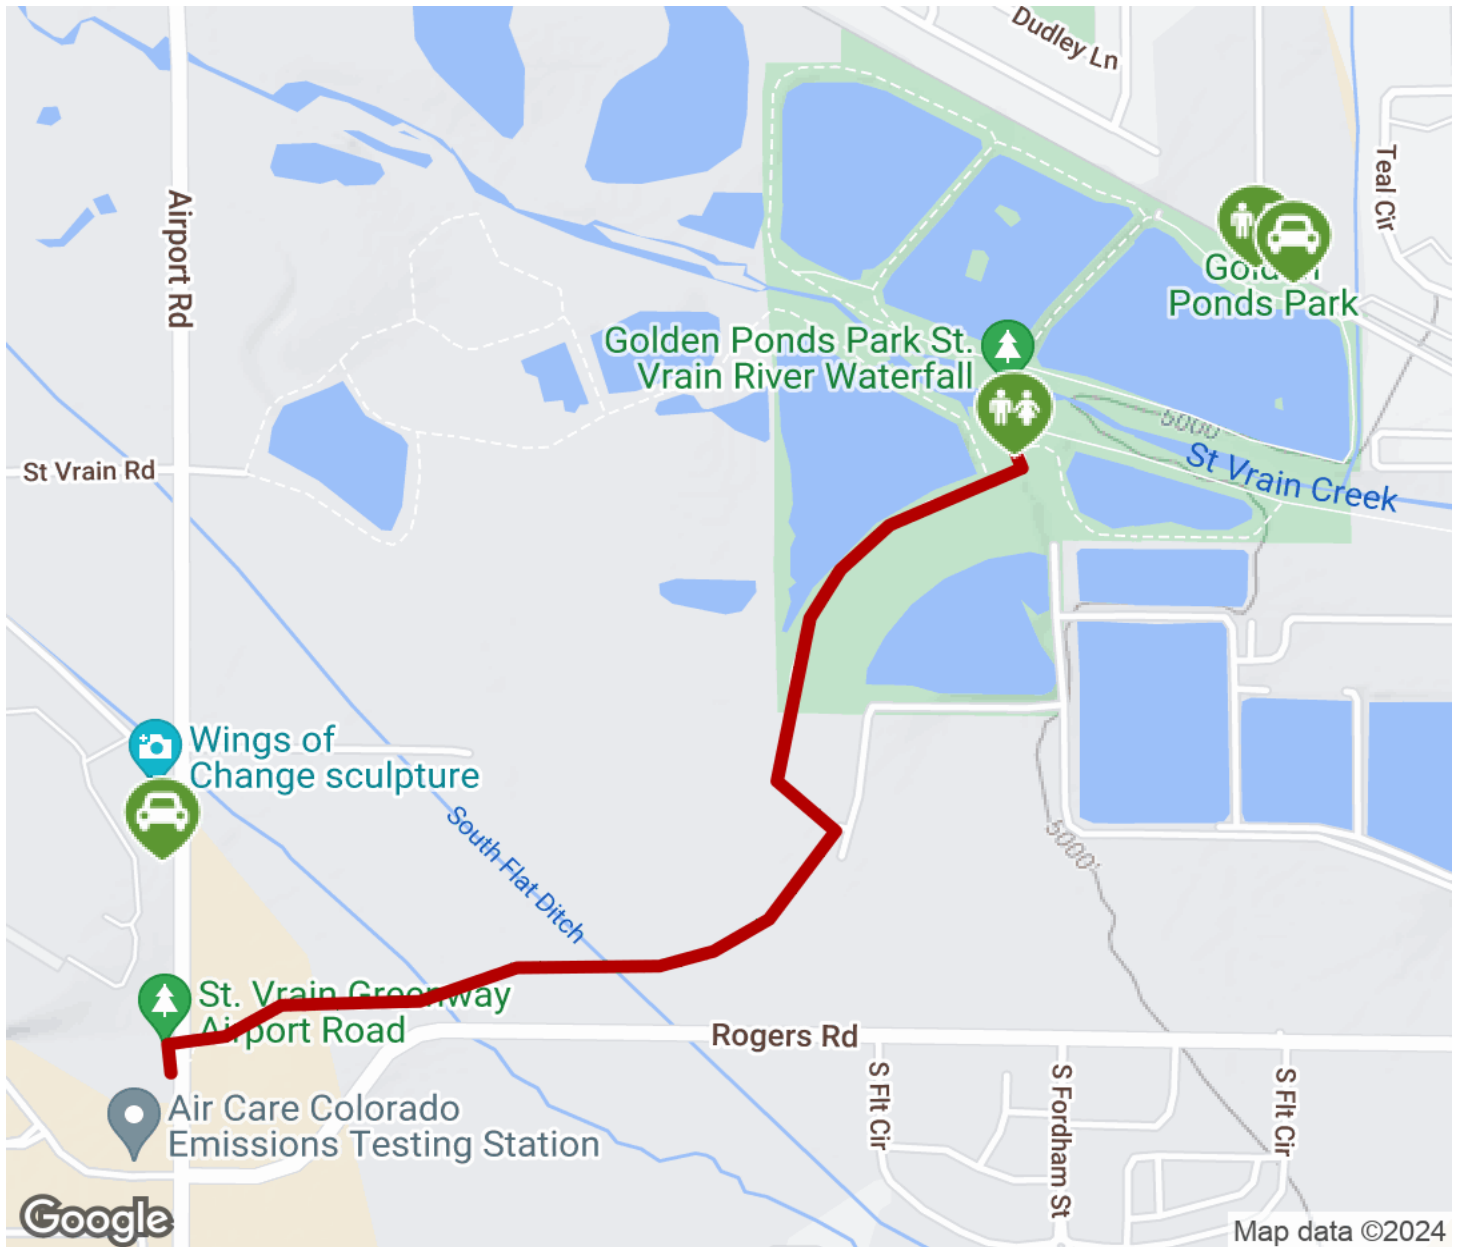 Dudley Ln
Teal Cir
Airport Rd
Golden
Ponds Park
Golden Ponds Park St.
Vrain River Waterfall
5000
St Vrain Creek
St Vrain Rd
Wings of
Change sculpture
South Flat Ditch
5000'
St. Vrain Greenway
Airport Road
Rogers Rd
Air Care Colorado
Emissions Testing Station
S Flt Cir
S Fordham St
S Flt Cir
Google
Map data ©2024